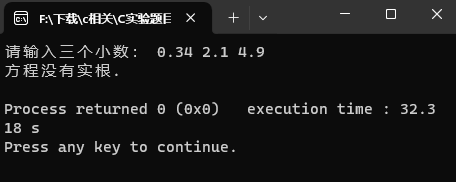 F:\下载\c相关\C实验题目
请输入三个小数: 0.34 2.1 4.9
方程没有实根.
Process returned 0 (0x0)   execution time : 32.3
18 s
Press any key to continue.